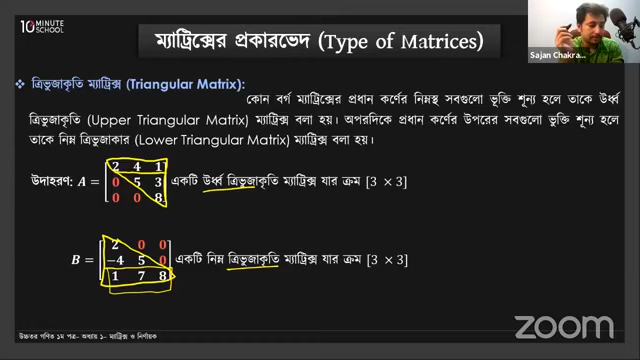 10 MINUTE SCHOOL
ম্যাট্রিক্সের প্রকারভেদ (Type of Matrices)
Sajan Chakra...
❖ ত্রিভুজাকৃতি ম্যাট্রিক্স (Triangular Matrix):
কোন বর্গ ম্যাট্রিক্সের প্রধান কর্ণের নিম্নস্থ সবগুলো ভূক্তি শূন্য হলে তাকে উর্ধ্ব
ত্রিভুজাকৃতি (Upper Triangular Matrix) ম্যাট্রিক্স বলা হয়। অপরদিকে প্রধান কর্ণের উপরের সবগুলো ভুক্তি শূন্য হলে
তাকে নিম্ন ত্রিভুজাকার (Lower Triangular Matrix) ম্যাট্রিক্স বলা হয়।
2 4 1
উদাহরণ: A = 0 5 3 একটি উর্ধ্ব ত্রিভুজাকৃতি ম্যাট্রিক্স যার ক্রম [3 × 3]
0 0 8
2 0 0
B = −4 5 0 একটি নিম্ন ত্রিভুজাকৃতি ম্যাট্রিক্স যার ক্রম [3 × 3]
1 7 8
zoom
উচ্চতর গণিত ১ম পত্র- অধ্যায় ১- ম্যাট্রিক্স ও নির্ণায়ক